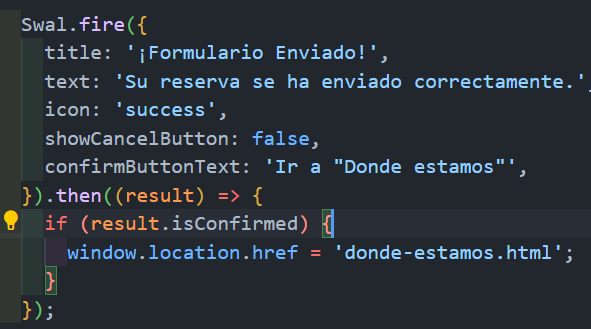 Swal.fire({
title: '¡Formulario Enviado!',
text: 'Su reserva se ha enviado correctamente.',
icon: 'success',
showCancelButton: false,
confirmButtonText: 'Ir a "Donde estamos"',
}).then((result) => {
if (result.isConfirmed) {
window.location.href = 'donde-estamos.html';
}
});